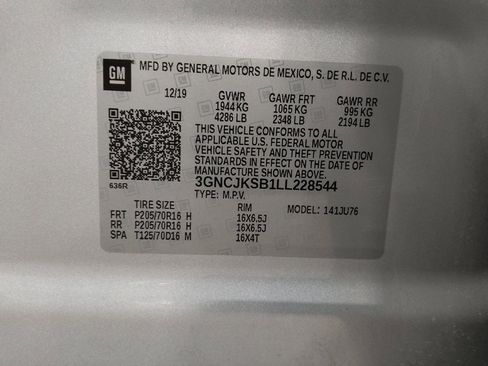 GM
MFD BY GENERAL MOTORS DE MEXICO, S. DE R.L. DE C.V.
12/19 GVWR GAWR FRT GAWR RR
1944 KG 1065 KG 995 KG
4286 LB 2348 LB 2194 LB
THIS VEHICLE CONFORMS TO ALL
APPLICABLE U.S. FEDERAL MOTOR
VEHICLE SAFETY AND THEFT PREVENTION
STANDARDS IN EFFECT ON THE DATE OF
MANUFACTURE SHOWN ABOVE
636R
3GNCJKSB1LL228544
TYPE: M.P.V.
TIRE SIZE RIM MODEL: 141JU76
FRT P205/70R16 H 16X6.5J
RR P205/70R16 H 16X6.5J
SPA T125/70D16 M 16X4T